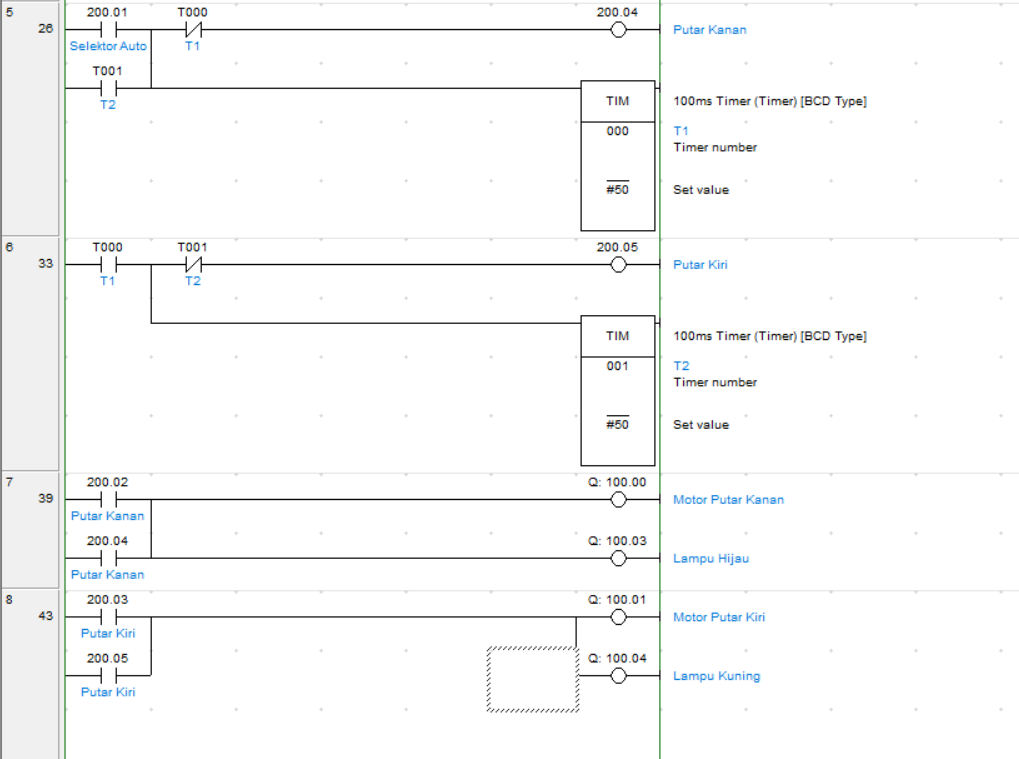 5
200.01 T000 200.04
26
Putar Kanan
Selektor Auto T1
T001
T2
TIM 100ms Timer (Timer) [BCD Type]
000 T1
Timer number
#50 Set value
6
T000 T001 200.05
33
Putar Kiri
T1 T2
TIM 100ms Timer (Timer) [BCD Type]
001 T2
Timer number
#50 Set value
7
200.02 Q: 100.00
39
Motor Putar Kanan
Putar Kanan
200.04 Q: 100.03
Lampu Hijau
Putar Kanan
8
200.03 Q: 100.01
43
Motor Putar Kiri
Putar Kiri
200.05 Q: 100.04
Lampu Kuning
Putar Kiri